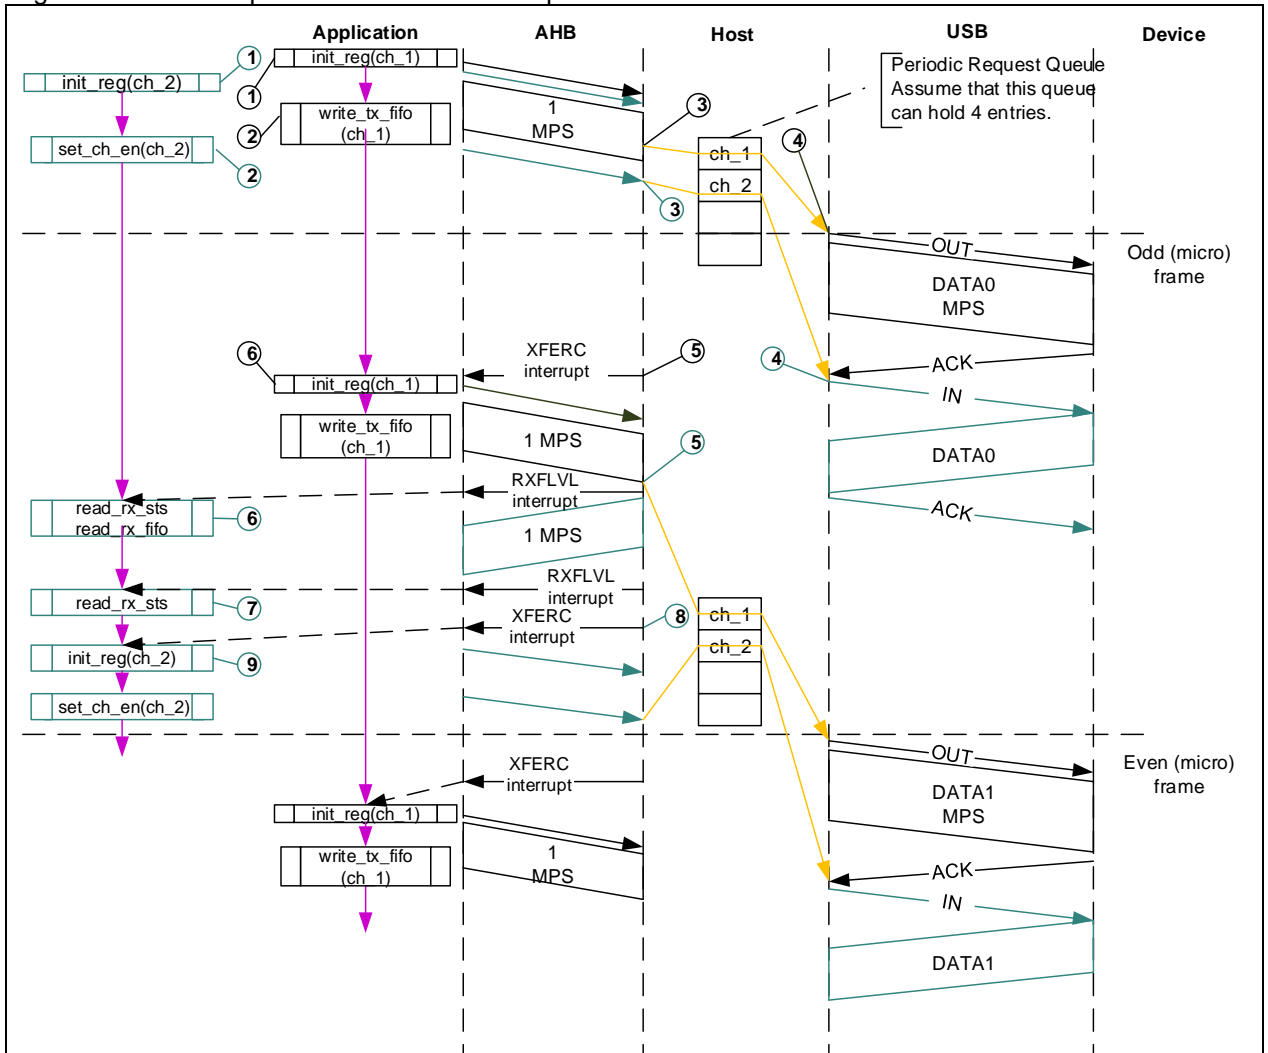 Application
AHB
Host
USB
Device
init_reg(ch_1)
1
init_reg(ch_2)
1
Periodic Request Queue
Assume that this queue
can hold 4 entries.
write_tx_fifo
(ch_1)
2
1
MPS
3
4
set_ch_en(ch_2)
2
ch_1
ch_2
3
OUT
Odd (micro)
frame
DATA0
MPS
6
XFERC
interrupt
5
4
ACK
init_reg(ch_1)
IN
write_tx_fifo
(ch_1)
1 MPS
5
DATA0
RXFLVL
interrupt
read_rx_sts
read_rx_fifo
6
ACK
1 MPS
RXFLVL
interrupt
read_rx_sts
7
XFERC
interrupt
8
ch_1
ch_2
init_reg(ch_2)
9
set_ch_en(ch_2)
OUT
Even (micro)
frame
XFERC
interrupt
DATA1
MPS
init_reg(ch_1)
write_tx_fifo
(ch_1)
1
MPS
ACK
IN
DATA1